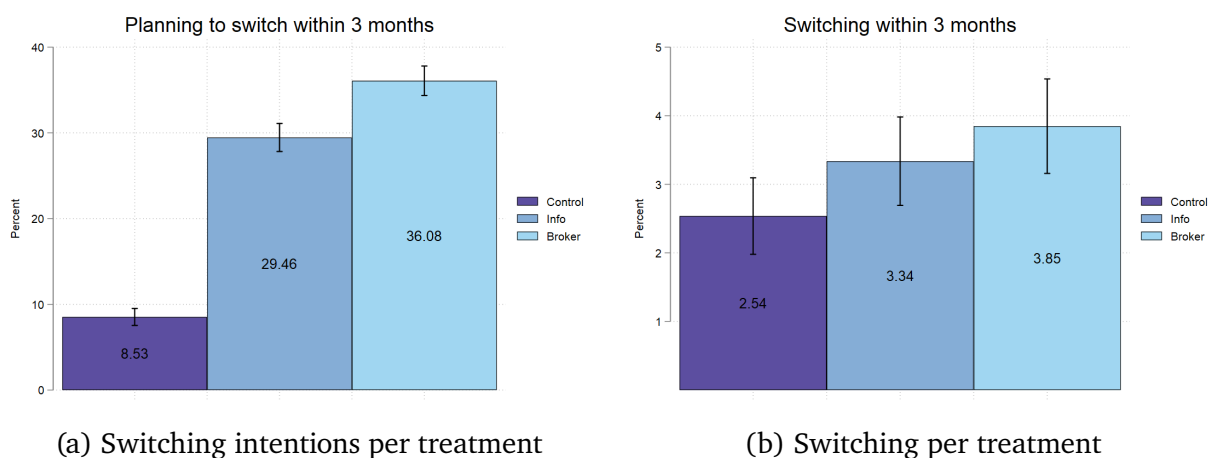 Planning to switch within 3 months
Percent
40
30
20
10
0
8.53
29.46
36.08
Control
Info
Broker
(a) Switching intentions per treatment
Switching within 3 months
Percent
5
4
3
2
1
2.54
3.34
3.85
Control
Info
Broker
(b) Switching per treatment